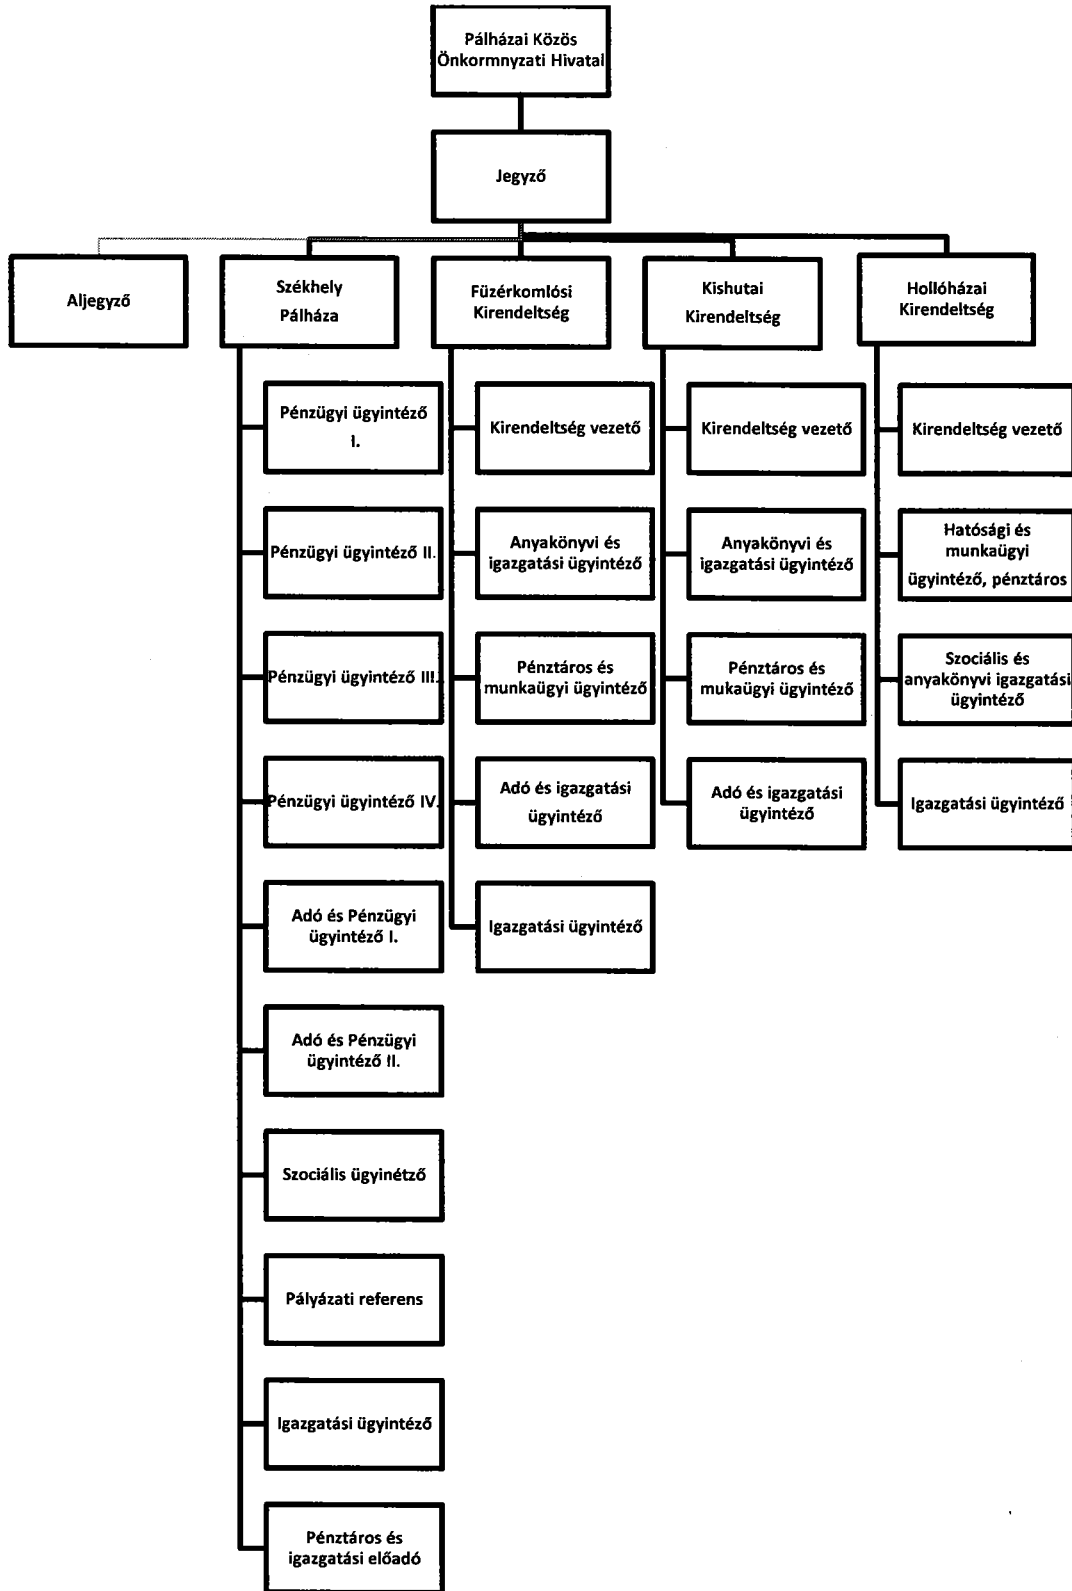 Pálházai Közös
Önkormnyzati Hivatal
Jegyző
Aljegyző
Székhely
Pálháza
Füzérkomlósi
Kirendeltség
Kishutai
Kirendeltség
Hollóházai
Kirendeltség
Pénzügyi ügyintéző
I.
Pénzügyi ügyintéző II.
Pénzügyi ügyintéző III.
Pénzügyi ügyintéző IV.
Adó és Pénzügyi
ügyintéző I.
Adó és Pénzügyi
ügyintéző II.
Szociális ügyinétző
Pályázati referens
Igazgatási ügyintéző
Pénztáros és
igazgatási előadó
Kirendeltség vezető
Anyakönyvi és
igazgatási ügyintéző
Pénztáros és
munkaügyi ügyintéző
Adó és igazgatási
ügyintéző
Igazgatási ügyintéző
Kirendeltség vezető
Anyakönyvi és
igazgatási ügyintéző
Pénztáros és
mukaügyi ügyintéző
Adó és igazgatási
ügyintéző
Kirendeltség vezető
Hatósági és
munkaügyi
ügyintéző, pénztáros
Szociális és
anyakönyvi igazgatási
ügyintéző
Igazgatási ügyintéző